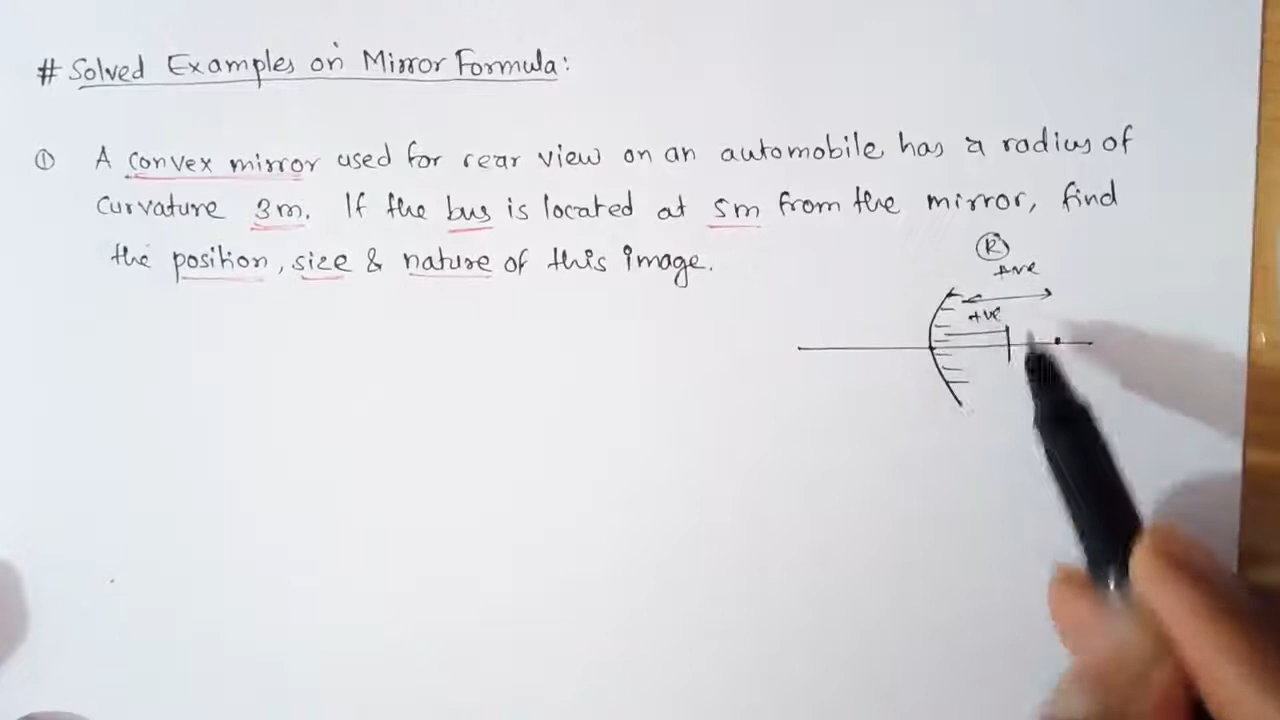 # Solved Examples on Mirror Formula:
① A convex mirror used for rear view on an automobile has a radius of
curvature 3m. If the bus is located at 5m from the mirror, find
the position, size & nature of this image.
R
+ve
+ve